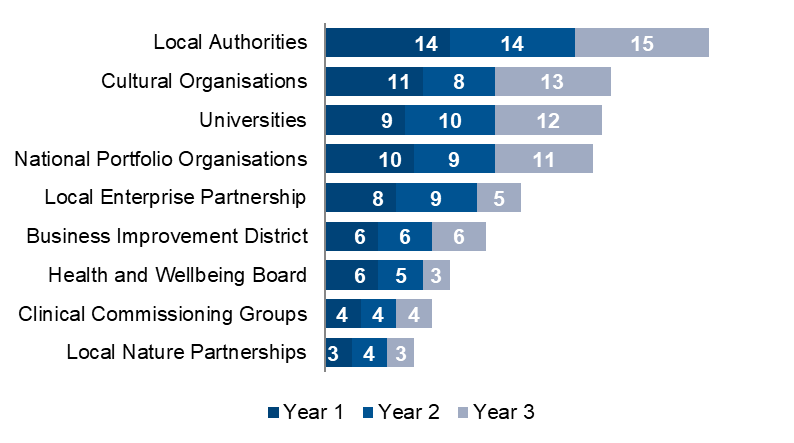 Local Authorities 14 14 15
Cultural Organisations 11 8 13
Universities 9 10 12
National Portfolio Organisations 10 9 11
Local Enterprise Partnership 8 9 5
Business Improvement District 6 6 6
Health and Wellbeing Board 6 5 3
Clinical Commissioning Groups 4 4 4
Local Nature Partnerships 3 4 3
Year 1 Year 2 Year 3